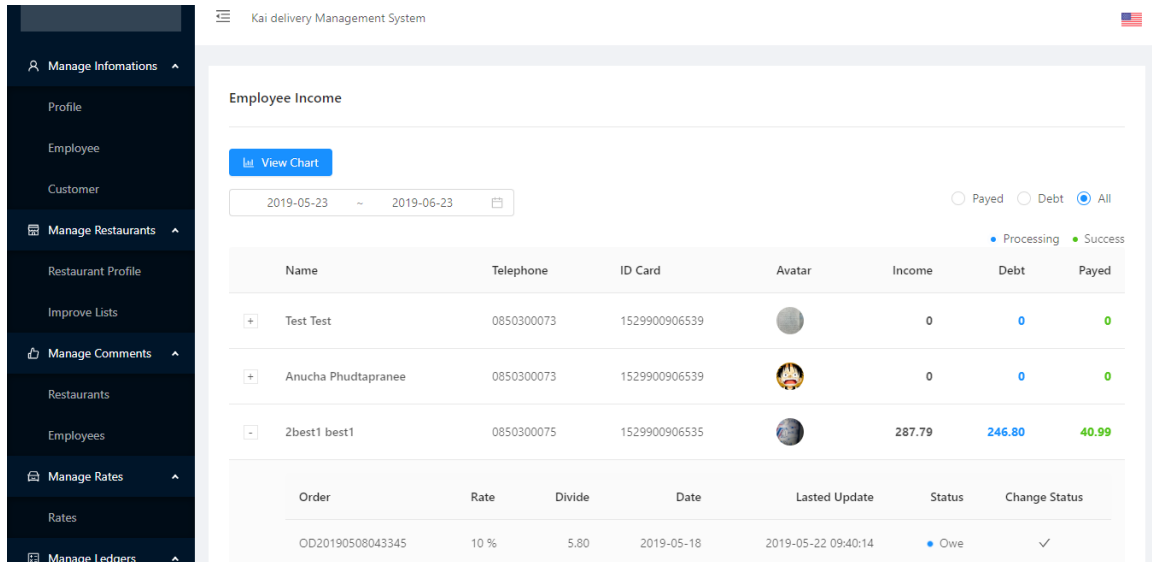 Kai delivery Management System
Manage Infomations
Profile
Employee
Customer
Manage Restaurants
Restaurant Profile
Improve Lists
Manage Comments
Restaurants
Employees
Manage Rates
Rates
Manage Ledgers
Employee Income
View Chart
2019-05-23 ~ 2019-06-23
Payed Debt All
Processing Success
Name Telephone ID Card Avatar Income Debt Payed
+ Test Test 0850300073 1529900906539 0 0 0
+ Anucha Phudtapranee 0850300073 1529900906539 0 0 0
- 2best1 best1 0850300075 1529900906535 287.79 246.80 40.99
Order Rate Divide Date Lasted Update Status Change Status
OD20190508043345 10 % 5.80 2019-05-18 2019-05-22 09:40:14 Owe